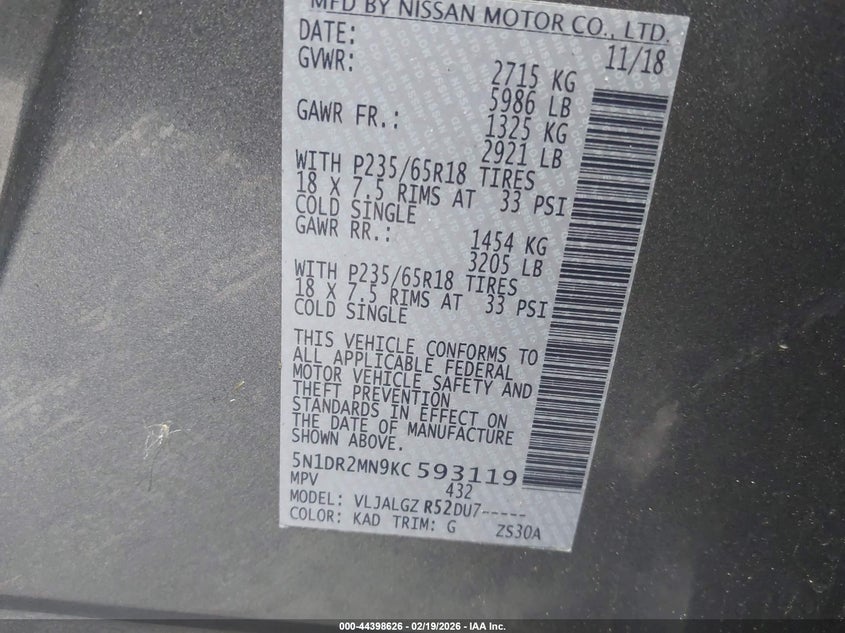 MFD BY NISSAN MOTOR CO., LTD.
DATE: 11/18
GVWR: 2715 KG
5986 LB
GAWR FR.: 1325 KG
2921 LB
WITH P235/65R18 TIRES
18 X 7.5 RIMS AT 33 PSI
COLD SINGLE
GAWR RR.: 1454 KG
3205 LB
WITH P235/65R18 TIRES
18 X 7.5 RIMS AT 33 PSI
COLD SINGLE
THIS VEHICLE CONFORMS TO
ALL APPLICABLE FEDERAL
MOTOR VEHICLE SAFETY AND
THEFT PREVENTION
STANDARDS IN EFFECT ON
THE DATE OF MANUFACTURE
SHOWN ABOVE.
5N1DR2MN9KC 593119
MPV 432
MODEL: VLJALGZ R52DU7-----
COLOR: KAD TRIM: G ZS30A
000-44398626 - 02/19/2026 - IAA Inc.